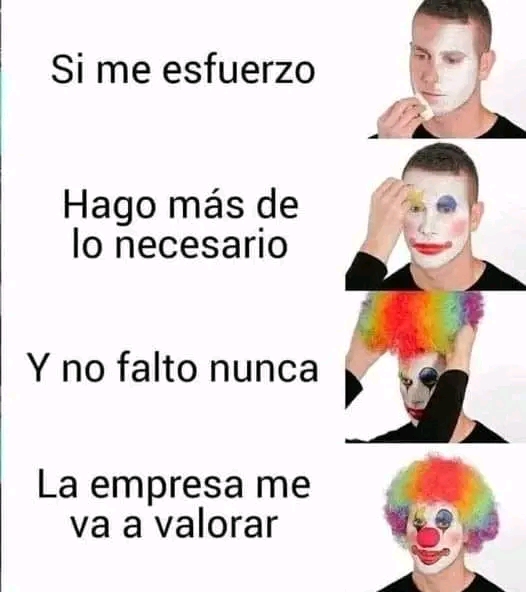 Si me esfuerzo
Hago más de
lo necesario
Y no falto nunca
La empresa me
va a valorar